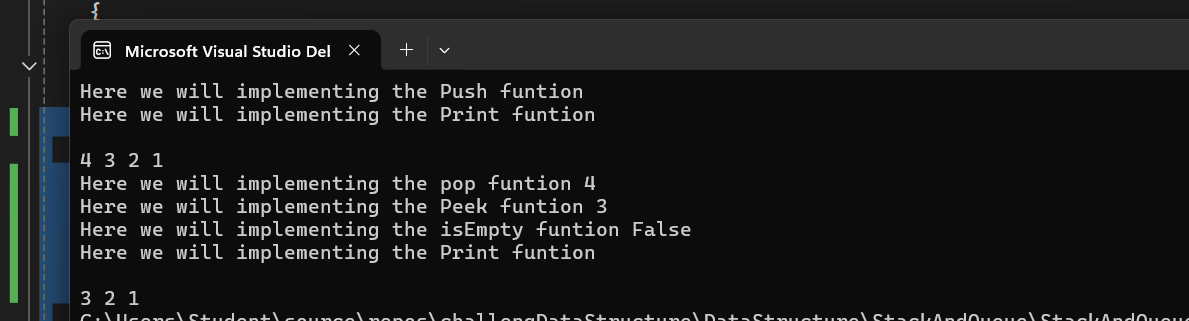 {
Microsoft Visual Studio Del
Here we will implementing the Push funtion
Here we will implementing the Print funtion
4 3 2 1
Here we will implementing the pop funtion 4
Here we will implementing the Peek funtion 3
Here we will implementing the isEmpty funtion False
Here we will implementing the Print funtion
3 2 1
C:\Users\Student\source\repos\challengDataStructure\DataStructure\StackAndQueue\StackAndQueue